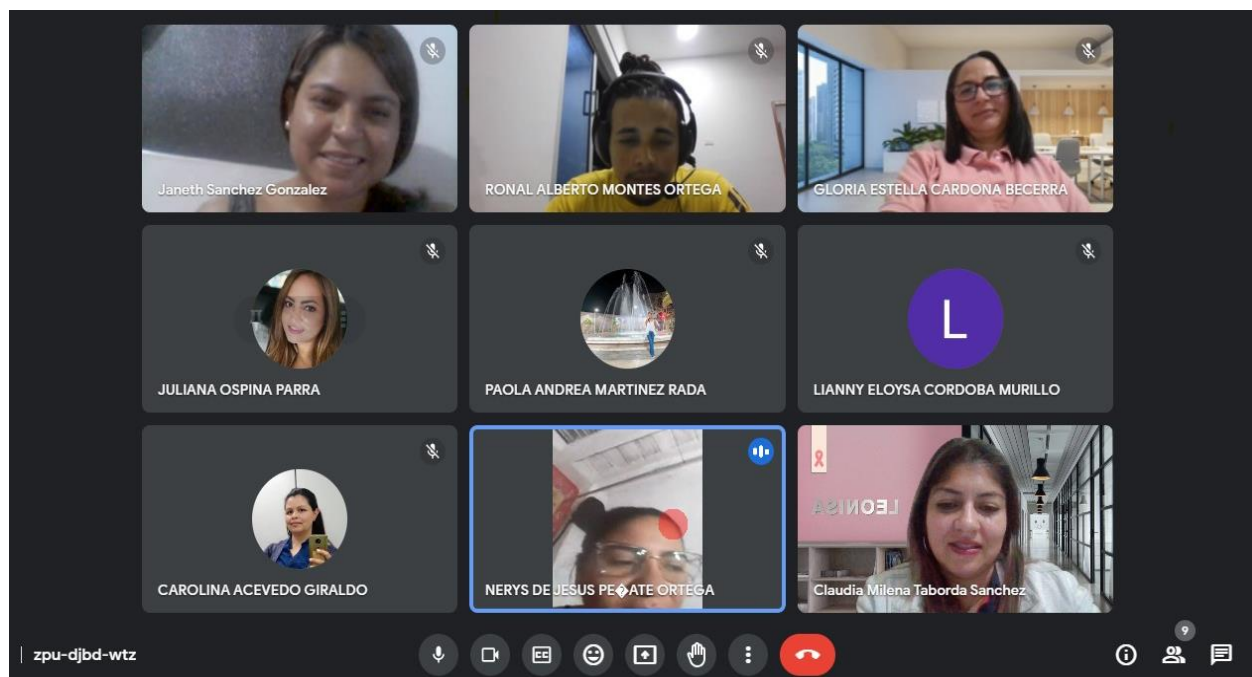 Janeth Sanchez Gonzalez
RONAL ALBERTO MONTES ORTEGA
GLORIA ESTELLA CARDONA BECERRA
JULIANA OSPINA PARRA
PAOLA ANDREA MARTINEZ RADA
L
LIANNY ELOYSA CORDOBA MURILLO
CAROLINA ACEVEDO GIRALDO
NERYS DE JESUS PE�ATE ORTEGA
LEONISA
Claudia Milena Taborda Sanchez
zpu-djbd-wtz
CC
9